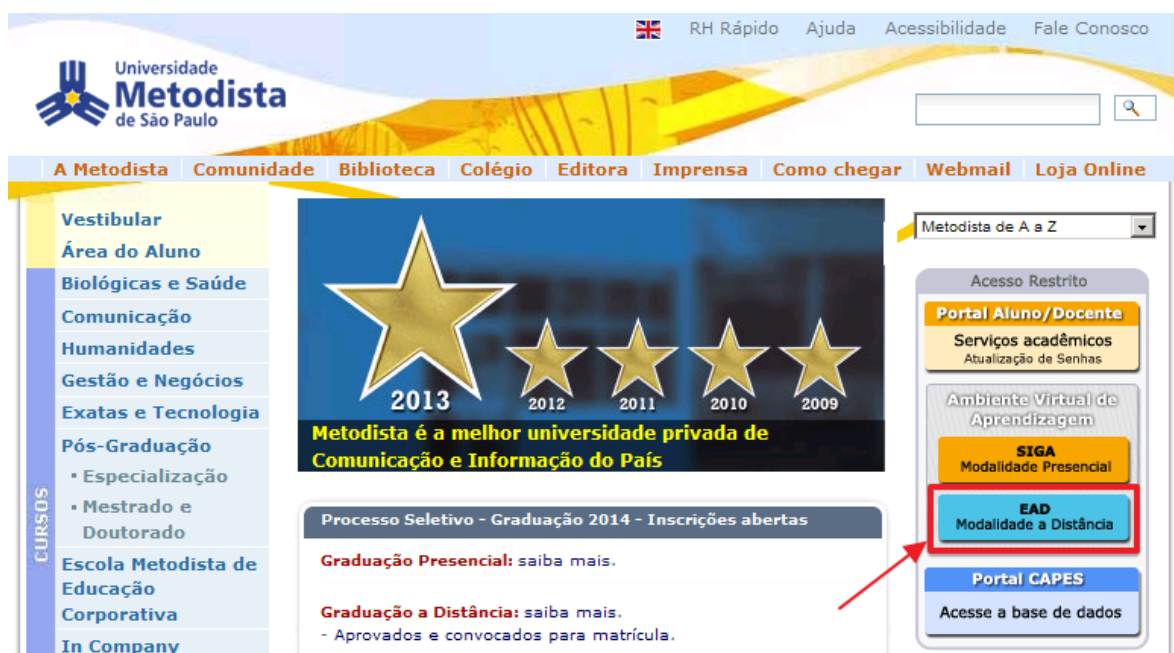 RH Rápido Ajuda Acessibilidade Fale Conosco
Universidade
Metodista
de São Paulo
A Metodista Comunidade Biblioteca Colégio Editora Imprensa Como chegar Webmail Loja Online
Vestibular
Área do Aluno
CURSOS
Biológicas e Saúde
Comunicação
Humanidades
Gestão e Negócios
Exatas e Tecnologia
Pós-Graduação
Especialização
Mestrado e
Doutorado
Escola Metodista de
Educação
Corporativa
In Company
2013 2012 2011 2010 2009
Metodista é a melhor universidade privada de
Comunicação e Informação do País
Processo Seletivo - Graduação 2014 - Inscrições abertas
Graduação Presencial: saiba mais.
Graduação a Distância: saiba mais.
- Aprovados e convocados para matrícula.
Metodista de A a Z
Acesso Restrito
Portal Aluno/Docente
Serviços acadêmicos
Atualização de Senhas
Ambiente Virtual de
Aprendizagem
SIGA
Modalidade Presencial
EAD
Modalidade a Distância
Portal CAPES
Acesse a base de dados